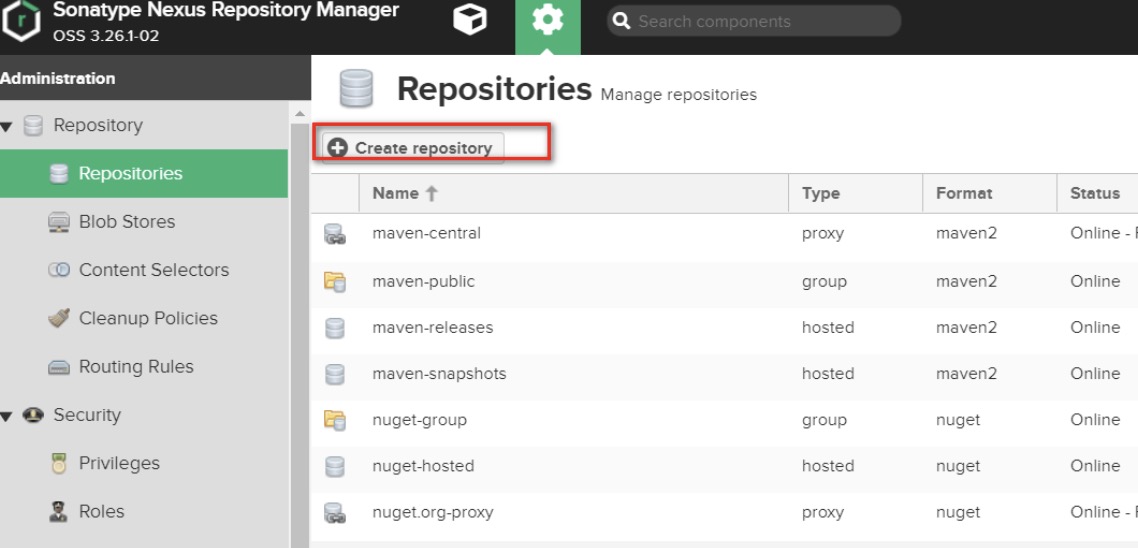 Sonatype Nexus Repository Manager
OSS 3.26.1-02
Search components
Administration
Repository
Repositories
Blob Stores
Content Selectors
Cleanup Policies
Routing Rules
Security
Privileges
Roles
Repositories Manage repositories
Create repository
Name Type Format Status
maven-central proxy maven2 Online -
maven-public group maven2 Online
maven-releases hosted maven2 Online
maven-snapshots hosted maven2 Online
nuget-group group nuget Online
nuget-hosted hosted nuget Online
nuget.org-proxy proxy nuget Online -